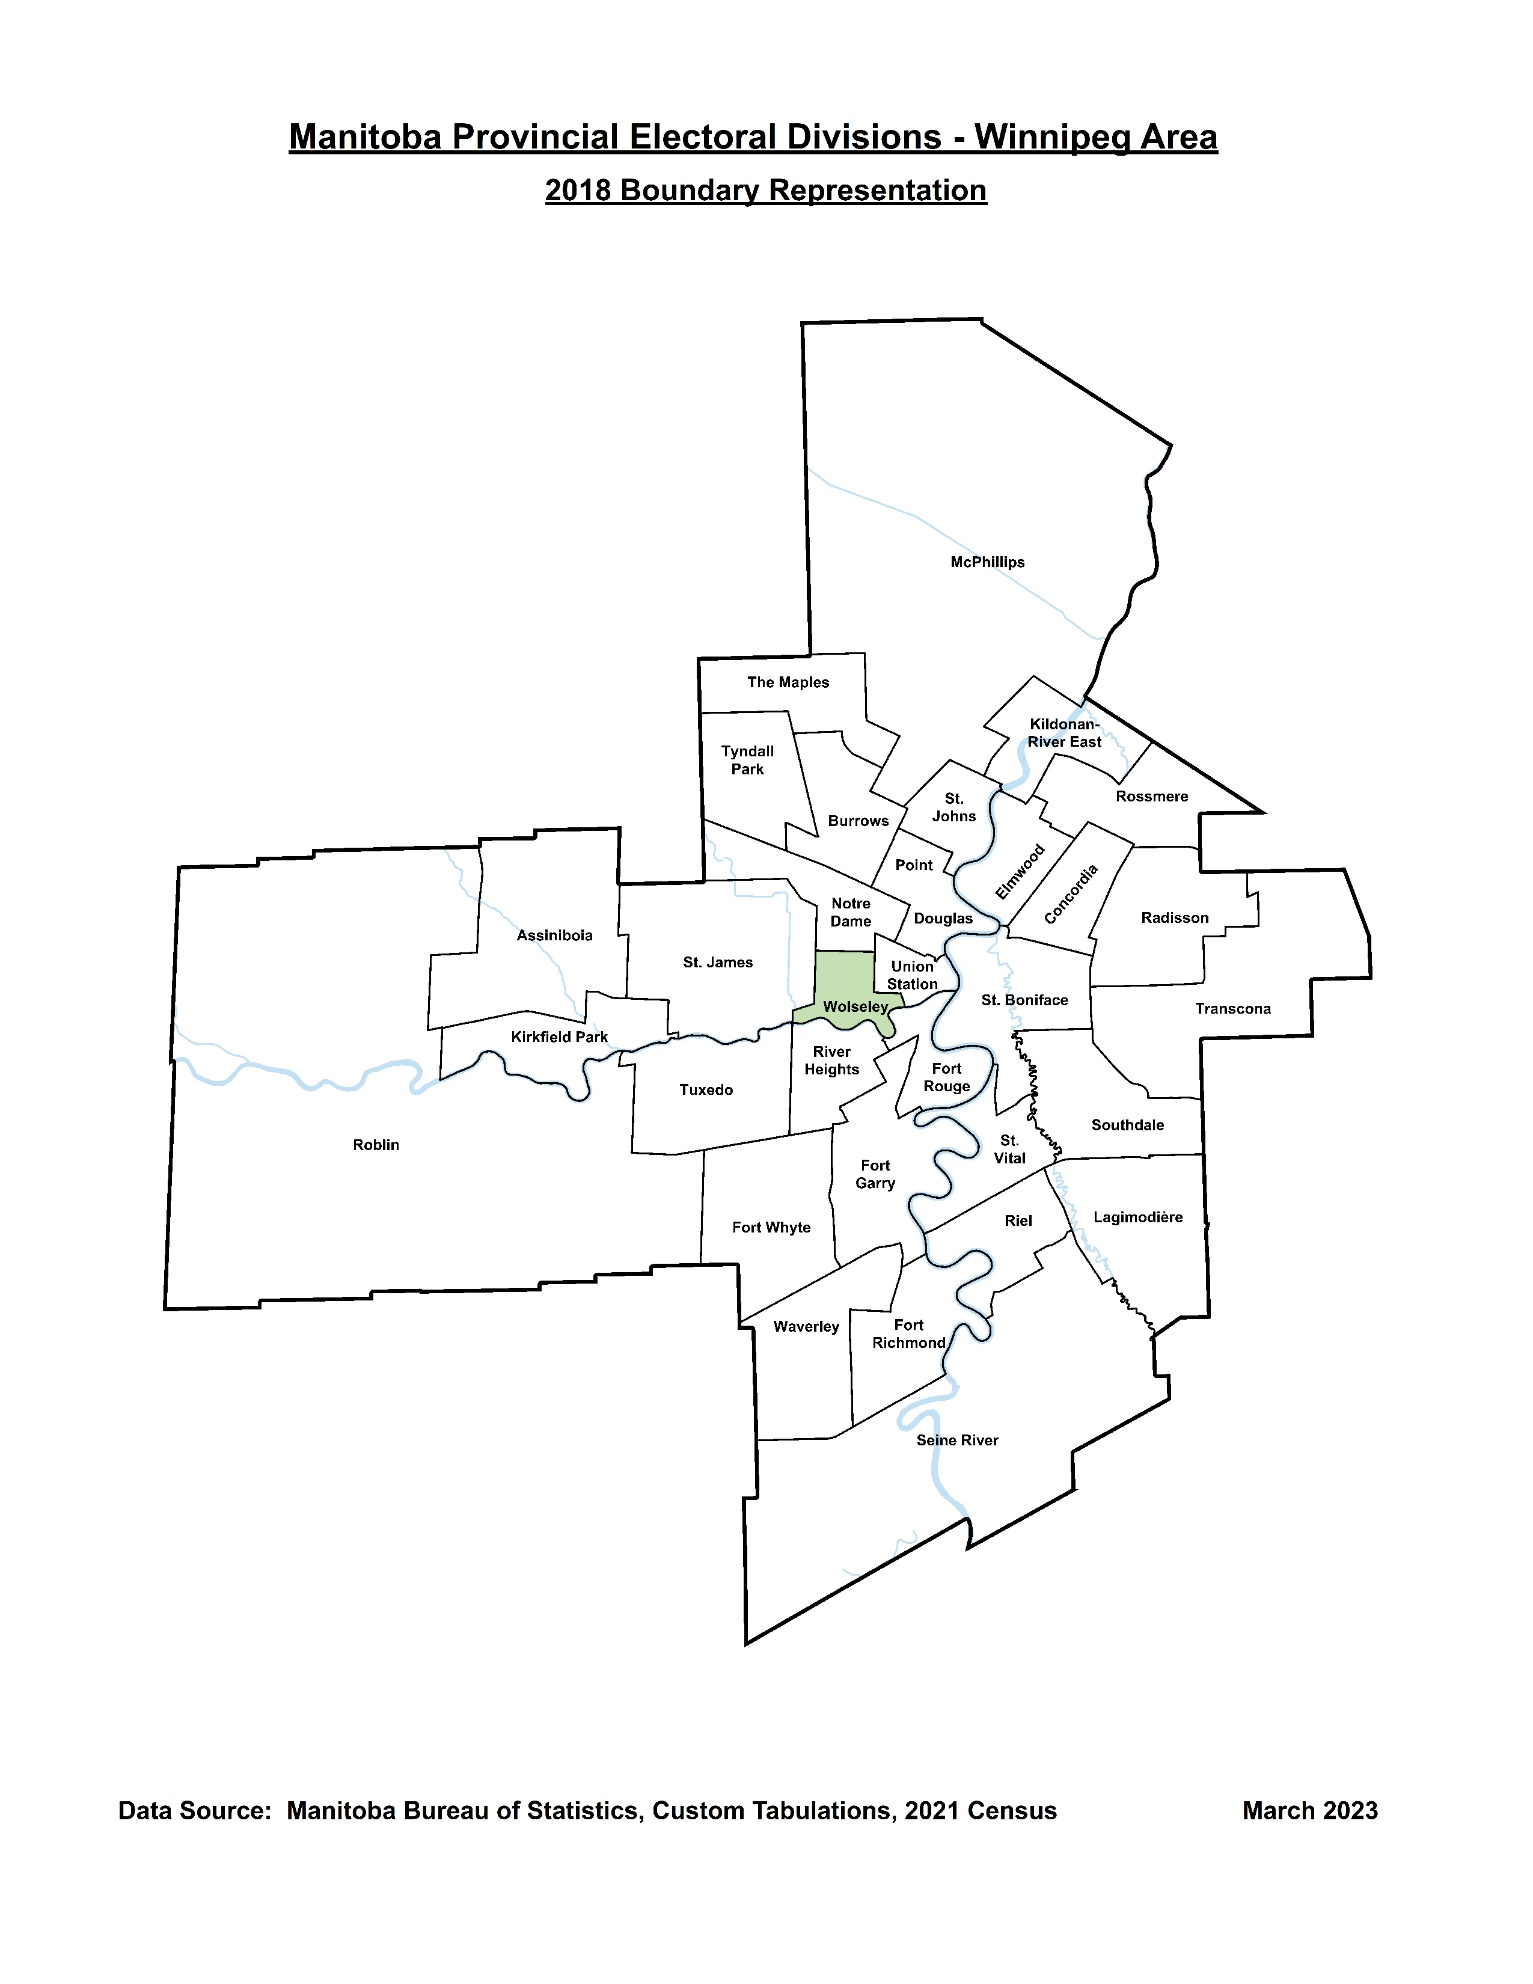 Manitoba Provincial Electoral Divisions - Winnipeg Area
2018 Boundary Representation
McPhillips
The Maples
Kildonan-
River East
Tyndall
Park
Rossmere
St.
Johns
Burrows
Point
Elmwood
Concordia
Notre
Dame
Douglas
Radisson
Assiniboia
St. James
Union
Station
St. Boniface
Wolseley
Transcona
Kirkfield Park
River
Heights
Fort
Rouge
Tuxedo
Southdale
Roblin
St.
Vital
Fort
Garry
Lagimodière
Riel
Fort Whyte
Waverley
Fort
Richmond
Seine River
Data Source:  Manitoba Bureau of Statistics, Custom Tabulations, 2021 Census
March 2023